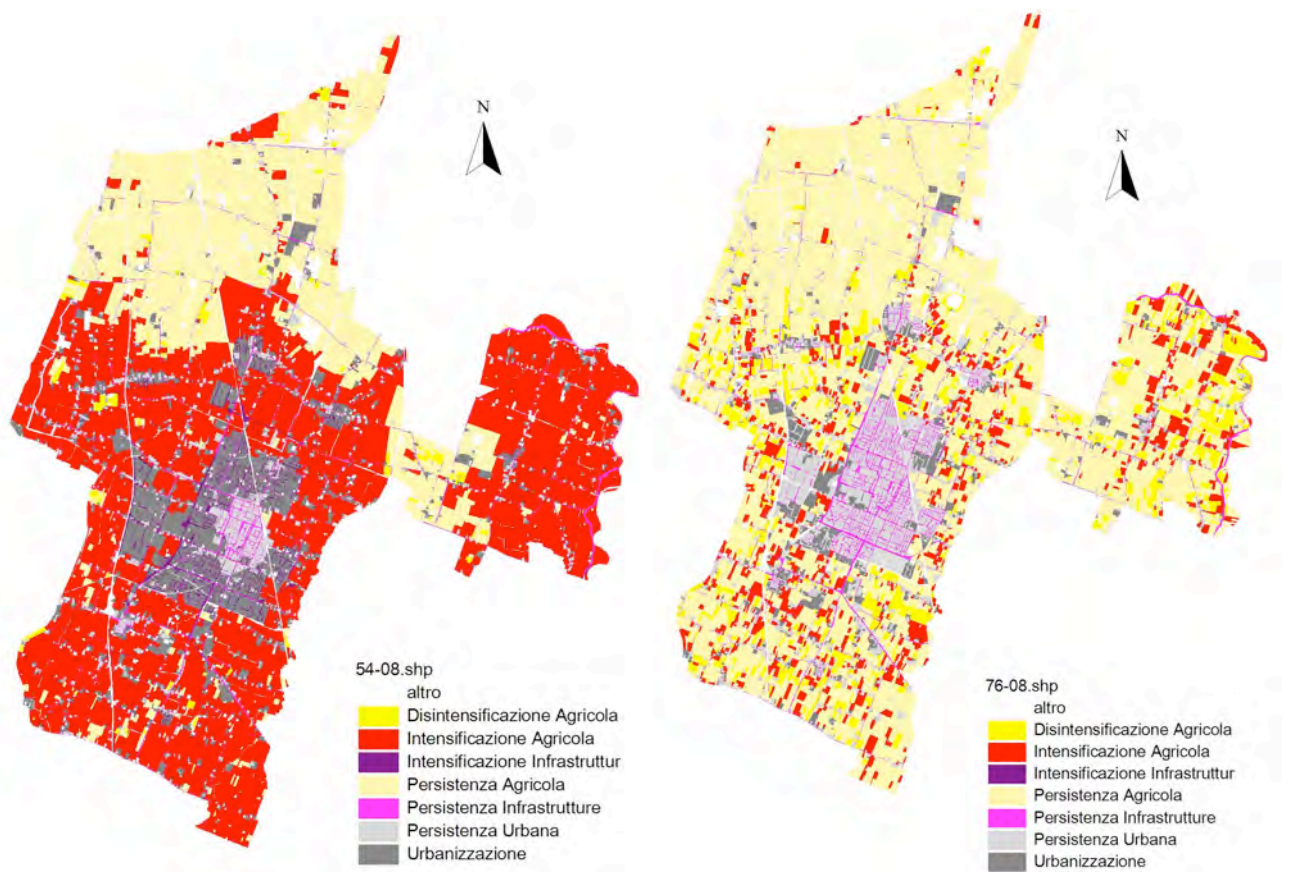 N
N
54-08.shp
altro
Disintensificazione Agricola
Intensificazione Agricola
Intensificazione Infrastruttur
Persistenza Agricola
Persistenza Infrastrutture
Persistenza Urbana
Urbanizzazione
76-08.shp
altro
Disintensificazione Agricola
Intensificazione Agricola
Intensificazione Infrastruttur
Persistenza Agricola
Persistenza Infrastrutture
Persistenza Urbana
Urbanizzazione